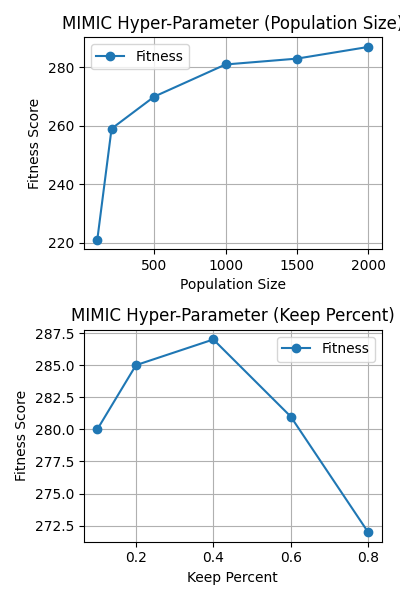 MIMIC Hyper-Parameter (Population Size)
Fitness
280
260
240
220
Fitness Score
500 1000 1500 2000
Population Size
MIMIC Hyper-Parameter (Keep Percent)
Fitness
287.5
285.0
282.5
280.0
277.5
275.0
272.5
Fitness Score
0.2 0.4 0.6 0.8
Keep Percent